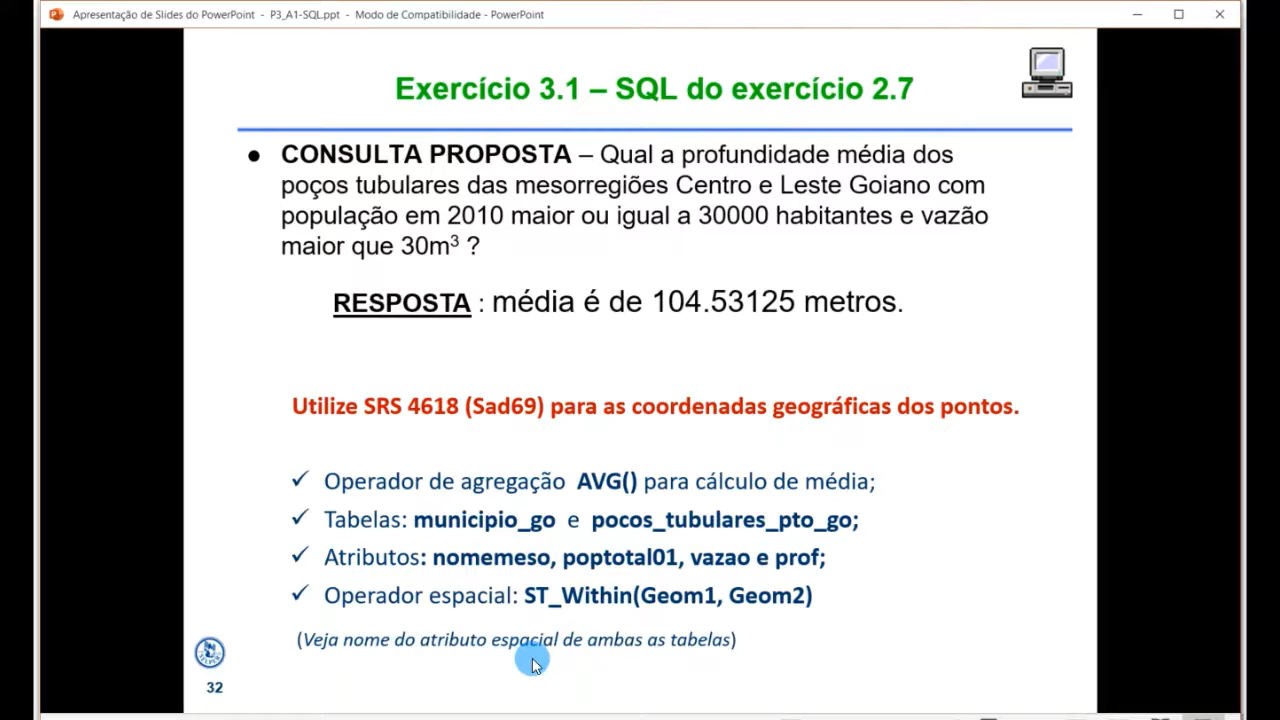 Apresentação de Slides do PowerPoint - P3_A1-SQL.ppt - Modo de Compatibilidade - PowerPoint
Exercício 3.1 – SQL do exercício 2.7
● CONSULTA PROPOSTA – Qual a profundidade média dos
poços tubulares das mesorregiões Centro e Leste Goiano com
população em 2010 maior ou igual a 30000 habitantes e vazão
maior que 30m³ ?
RESPOSTA : média é de 104.53125 metros.
Utilize SRS 4618 (Sad69) para as coordenadas geográficas dos pontos.
✓ Operador de agregação AVG() para cálculo de média;
✓ Tabelas: municipio_go e pocos_tubulares_pto_go;
✓ Atributos: nomemeso, poptotal01, vazao e prof;
✓ Operador espacial: ST_Within(Geom1, Geom2)
(Veja nome do atributo espacial de ambas as tabelas)
32